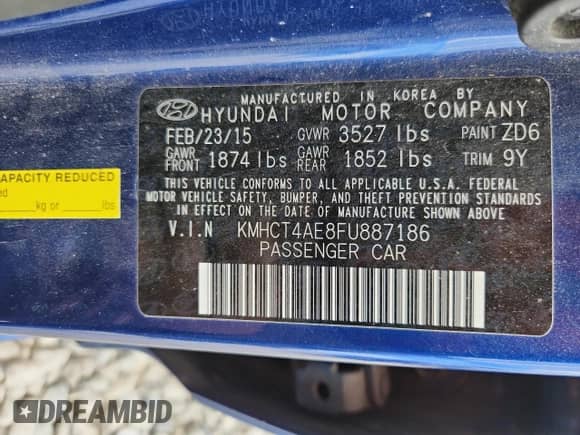 MANUFACTURED IN KOREA BY
HYUNDAI MOTOR COMPANY
FEB/23/15 GVWR 3527 lbs PAINT ZD6
GAWR FRONT 1874 lbs GAWR REAR 1852 lbs TRIM 9Y
THIS VEHICLE CONFORMS TO ALL APPLICABLE U.S.A. FEDERAL
MOTOR VEHICLE SAFETY, BUMPER, AND THEFT PREVENTION STANDARDS
IN EFFECT ON THE DATE OF MANUFACTURE SHOWN ABOVE
V.I.N KMHCT4AE8FU887186
PASSENGER CAR
CAPACITY REDUCED
kg or lbs
DREAMBID